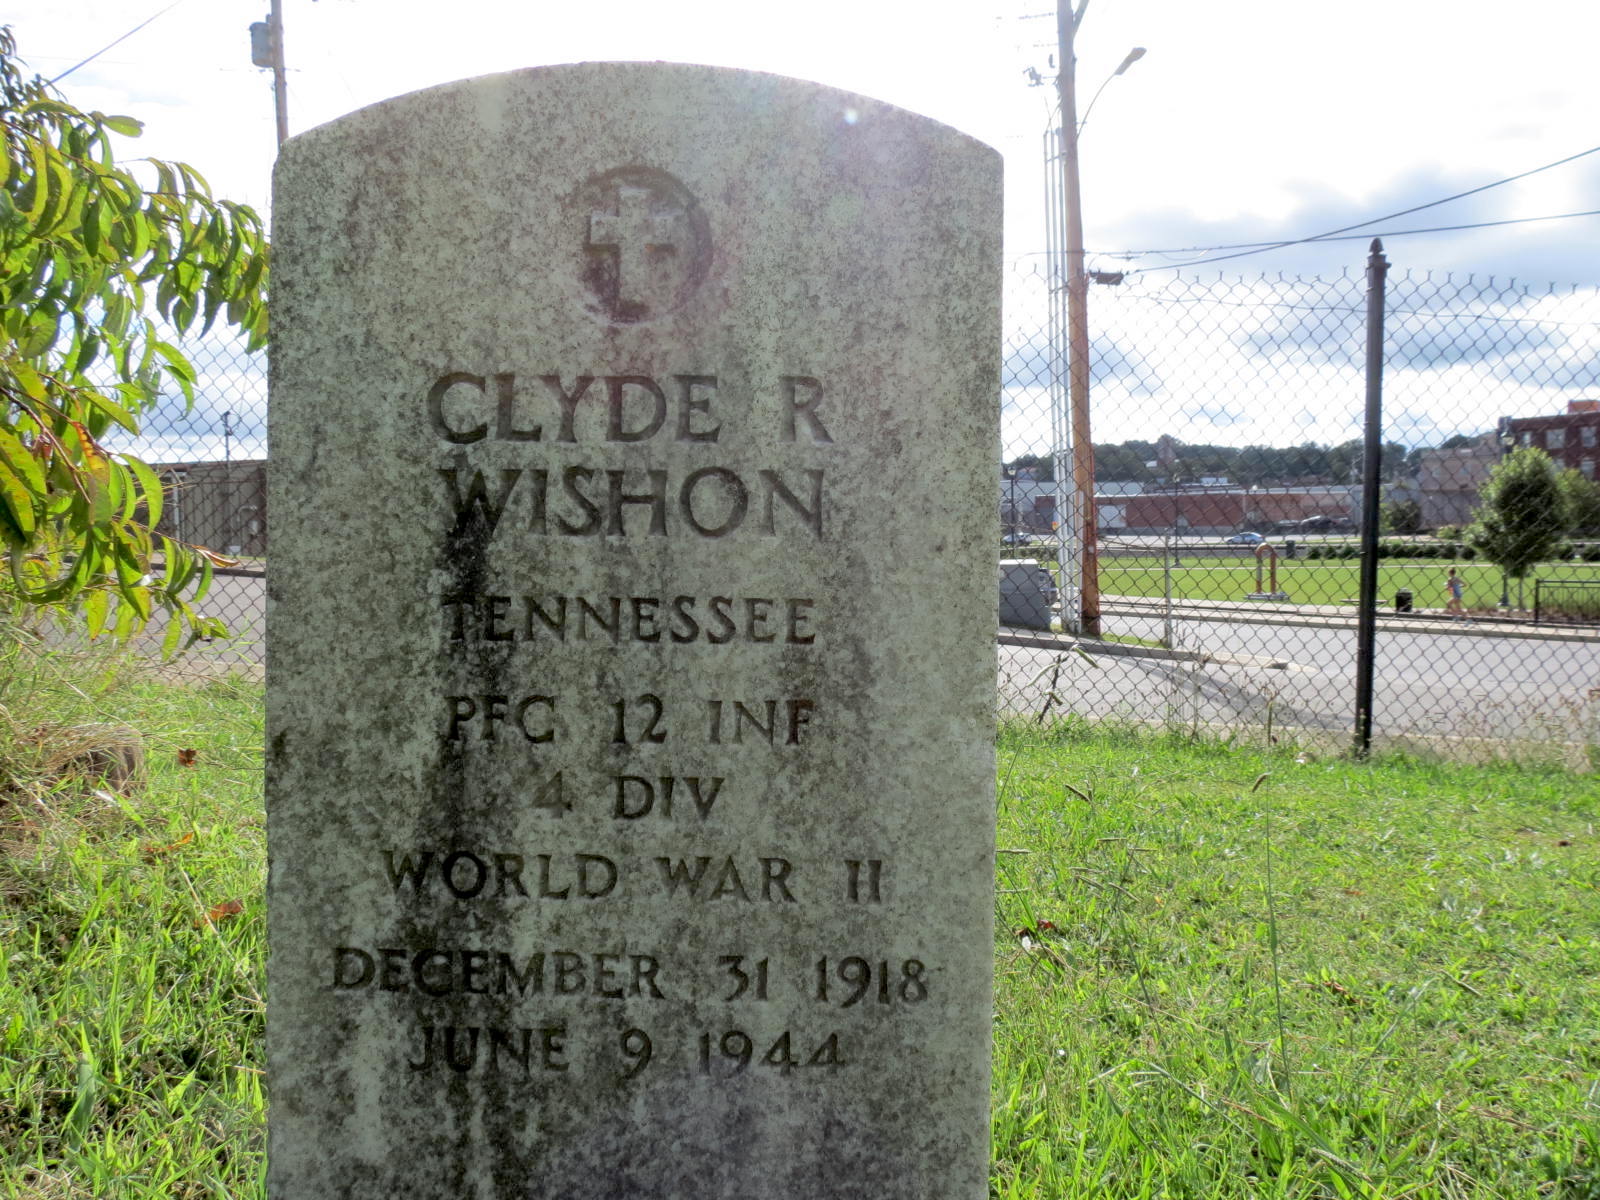 CLYDE R
WISHON
TENNESSEE
PFC 12 INF
4 DIV
WORLD WAR II
DECEMBER 31 1918
JUNE 9 1944